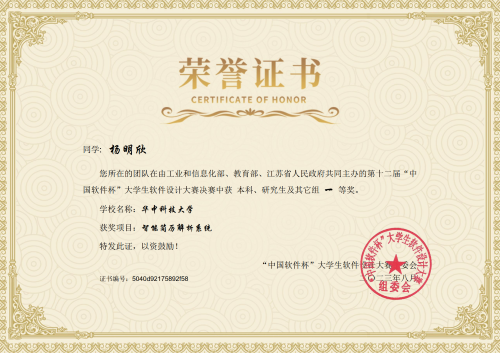 荣誉证书
CERTIFICATE OF HONOR
同学: 杨明欣
您所在的团队在由工业和信息化部、教育部、江苏省人民政府共同主办的第十二届“中
国软件杯”大学生软件设计大赛决赛中获 本科、研究生及其它组 一 等奖。
学校名称: 华中科技大学
获奖项目: 智能简历解析系统
特发此证，以资鼓励！
“中国软件杯”大学生软件设计大赛组委会
二〇二三年八月
证书编号: 5040d92175892f58
“中国软件杯”大学生软件设计大赛
组委会